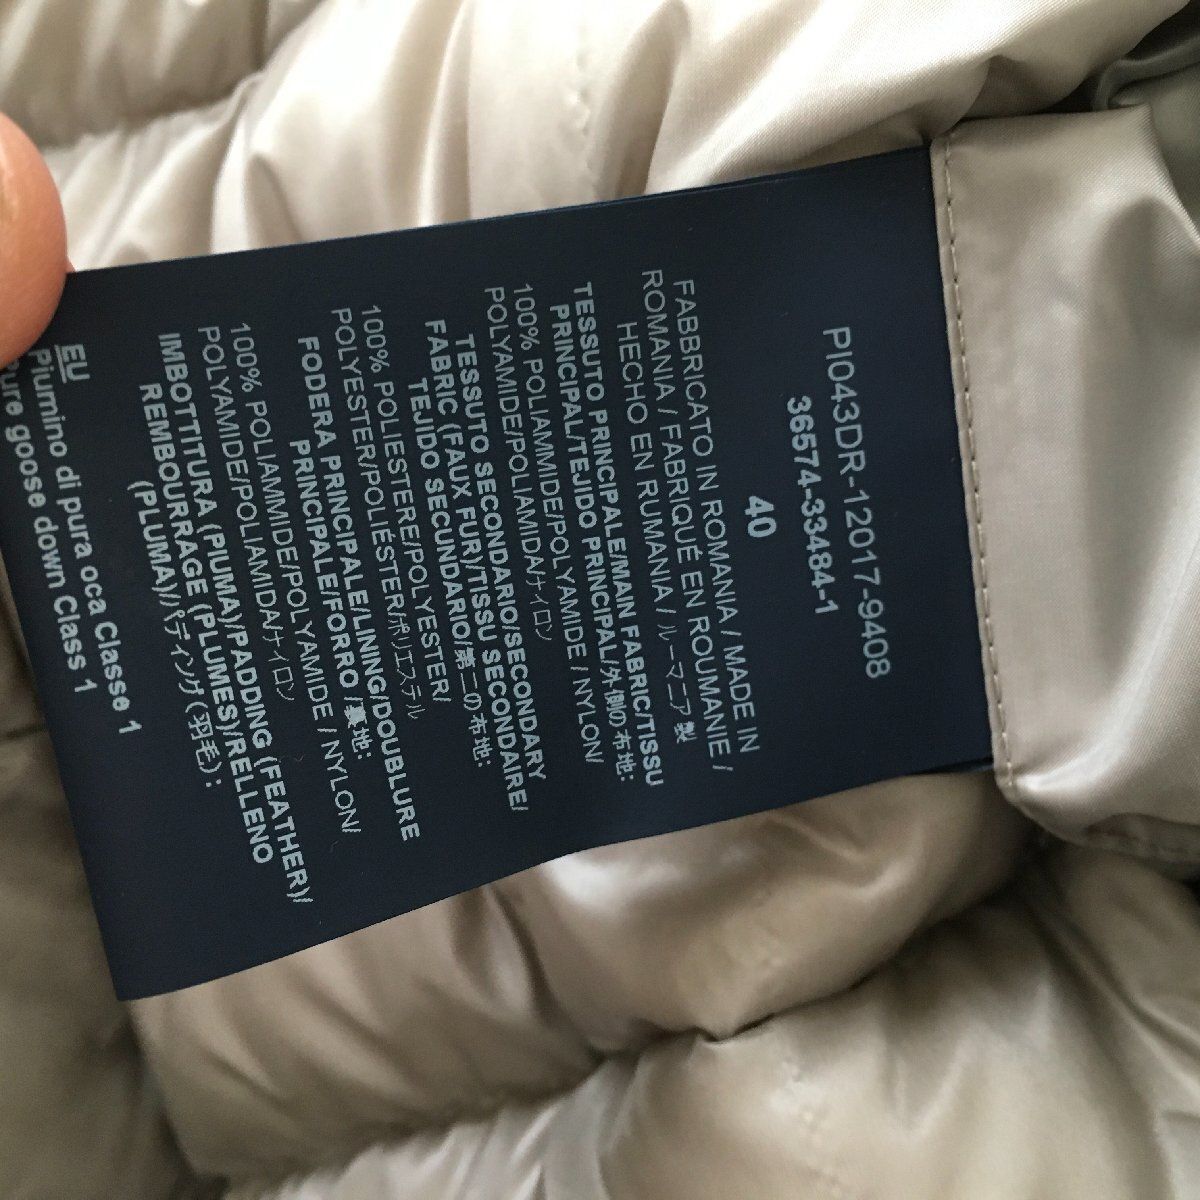 PI043DR-12017-9408
36574-33484-1
40
FABBRICATO IN ROMANIA / MADE IN
ROMANIA / FABRIQUÉ EN ROUMANIE /
HECHO EN RUMANIA / ルーマニア製
TESSUTO PRINCIPALE/MAIN FABRIC/TISSU
PRINCIPAL/TEJIDO PRINCIPAL/外側の布地:
100% POLIAMMIDE/POLYAMIDE / NYLON/
POLYAMIDE/POLIAMIDA/ナイロン
TESSUTO SECONDARIO/SECONDARY
FABRIC (FAUX FUR)/TISSU SECONDAIRE/
TEJIDO SECUNDARIO/第二の布地:
100% POLIESTERE/POLYESTER/
POLYESTER/POLIÉSTER/ポリエステル
FODERA PRINCIPALE/LINING/DOUBLURE
PRINCIPALE/FORRO /裏地:
100% POLIAMMIDE/POLYAMIDE / NYLON/
POLYAMIDE/POLIAMIDA/ナイロン
IMBOTTITURA (PIUMA)/PADDING (FEATHER)/
REMBOURRAGE (PLUMES)/RELLENO
(PLUMA)/パディング(羽毛):
EU
Piumino di pura oca Classe 1
goose down Class 1